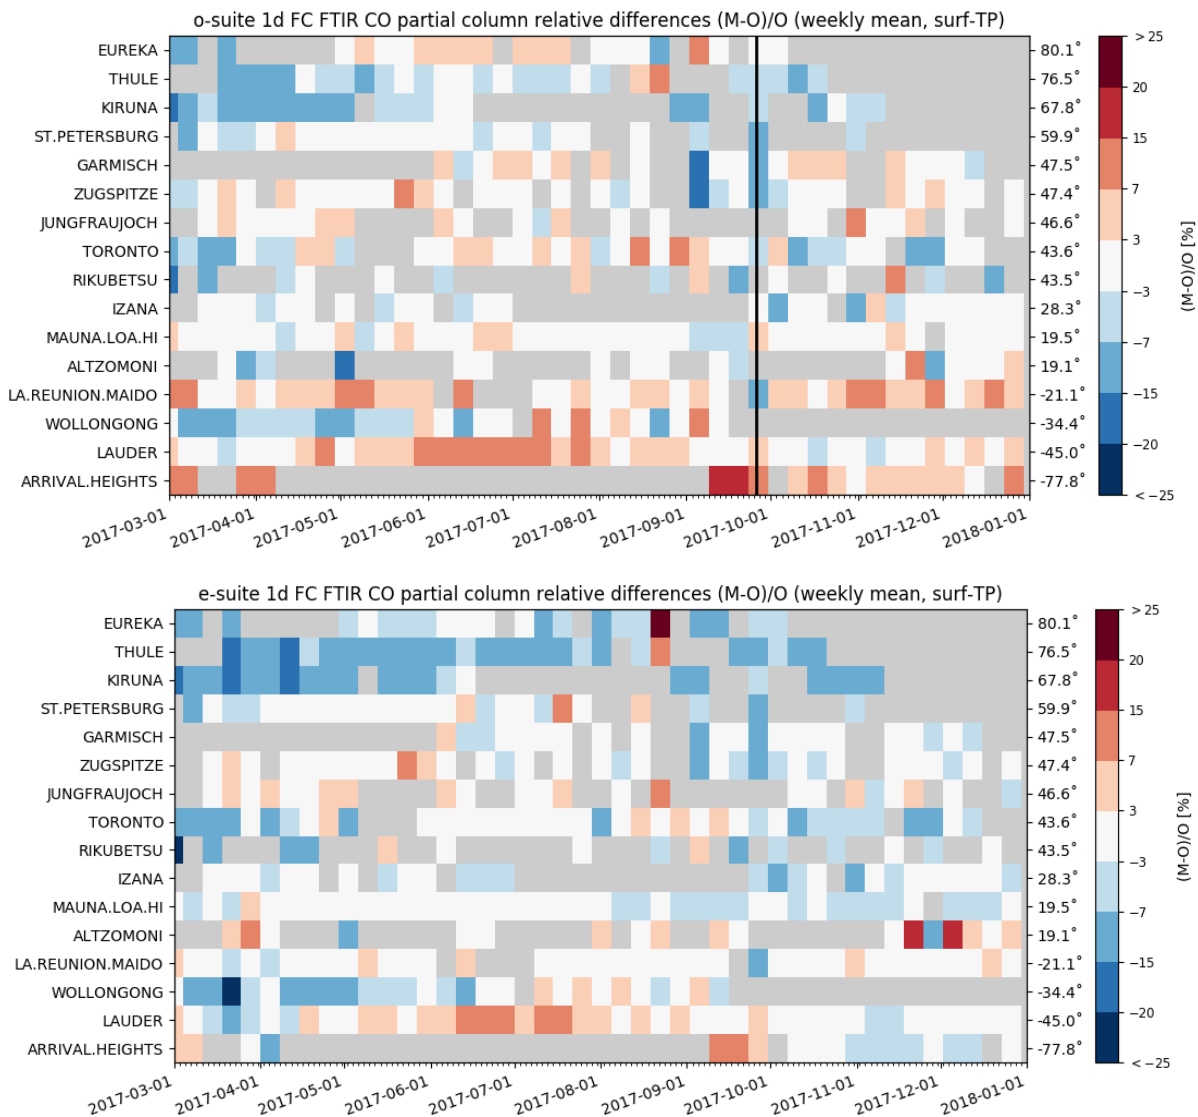 o-suite 1d FC FTIR CO partial column relative differences (M-O)/O (weekly mean, surf-TP)
EUREKA 80.1˚
THULE 76.5˚
KIRUNA 67.8˚
ST.PETERSBURG 59.9˚
GARMISCH 47.5˚
ZUGSPITZE 47.4˚
JUNGFRAUJOCH 46.6˚
TORONTO 43.6˚
RIKUBETSU 43.5˚
IZANA 28.3˚
MAUNA.LOA.HI 19.5˚
ALTZOMONI 19.1˚
LA.REUNION.MAIDO -21.1˚
WOLLONGONG -34.4˚
LAUDER -45.0˚
ARRIVAL.HEIGHTS -77.8˚
2017-03-01 2017-04-01 2017-05-01 2017-06-01 2017-07-01 2017-08-01 2017-09-01 2017-10-01 2017-11-01 2017-12-01 2018-01-01
>25
20
15
7
3
−3
−7
−15
−20
<−25
(M-O)/O [%]
e-suite 1d FC FTIR CO partial column relative differences (M-O)/O (weekly mean, surf-TP)
EUREKA 80.1˚
THULE 76.5˚
KIRUNA 67.8˚
ST.PETERSBURG 59.9˚
GARMISCH 47.5˚
ZUGSPITZE 47.4˚
JUNGFRAUJOCH 46.6˚
TORONTO 43.6˚
RIKUBETSU 43.5˚
IZANA 28.3˚
MAUNA.LOA.HI 19.5˚
ALTZOMONI 19.1˚
LA.REUNION.MAIDO -21.1˚
WOLLONGONG -34.4˚
LAUDER -45.0˚
ARRIVAL.HEIGHTS -77.8˚
2017-03-01 2017-04-01 2017-05-01 2017-06-01 2017-07-01 2017-08-01 2017-09-01 2017-10-01 2017-11-01 2017-12-01 2018-01-01
>25
20
15
7
3
−3
−7
−15
−20
<−25
(M-O)/O [%]